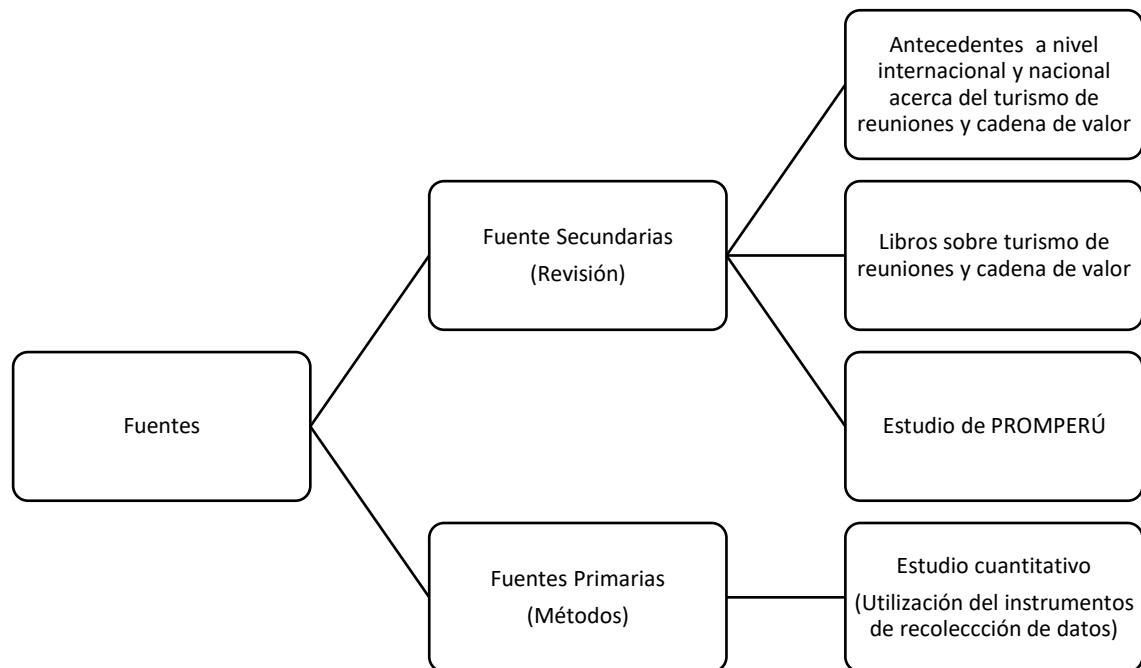 Fuentes
Fuente Secundarias
(Revisión)
Antecedentes a nivel
internacional y nacional
acerca del turismo de
reuniones y cadena de valor
Libros sobre turismo de
reuniones y cadena de valor
Estudio de PROMPERÚ
Fuentes Primarias
(Métodos)
Estudio cuantitativo
(Utilización del instrumentos
de recoleccción de datos)